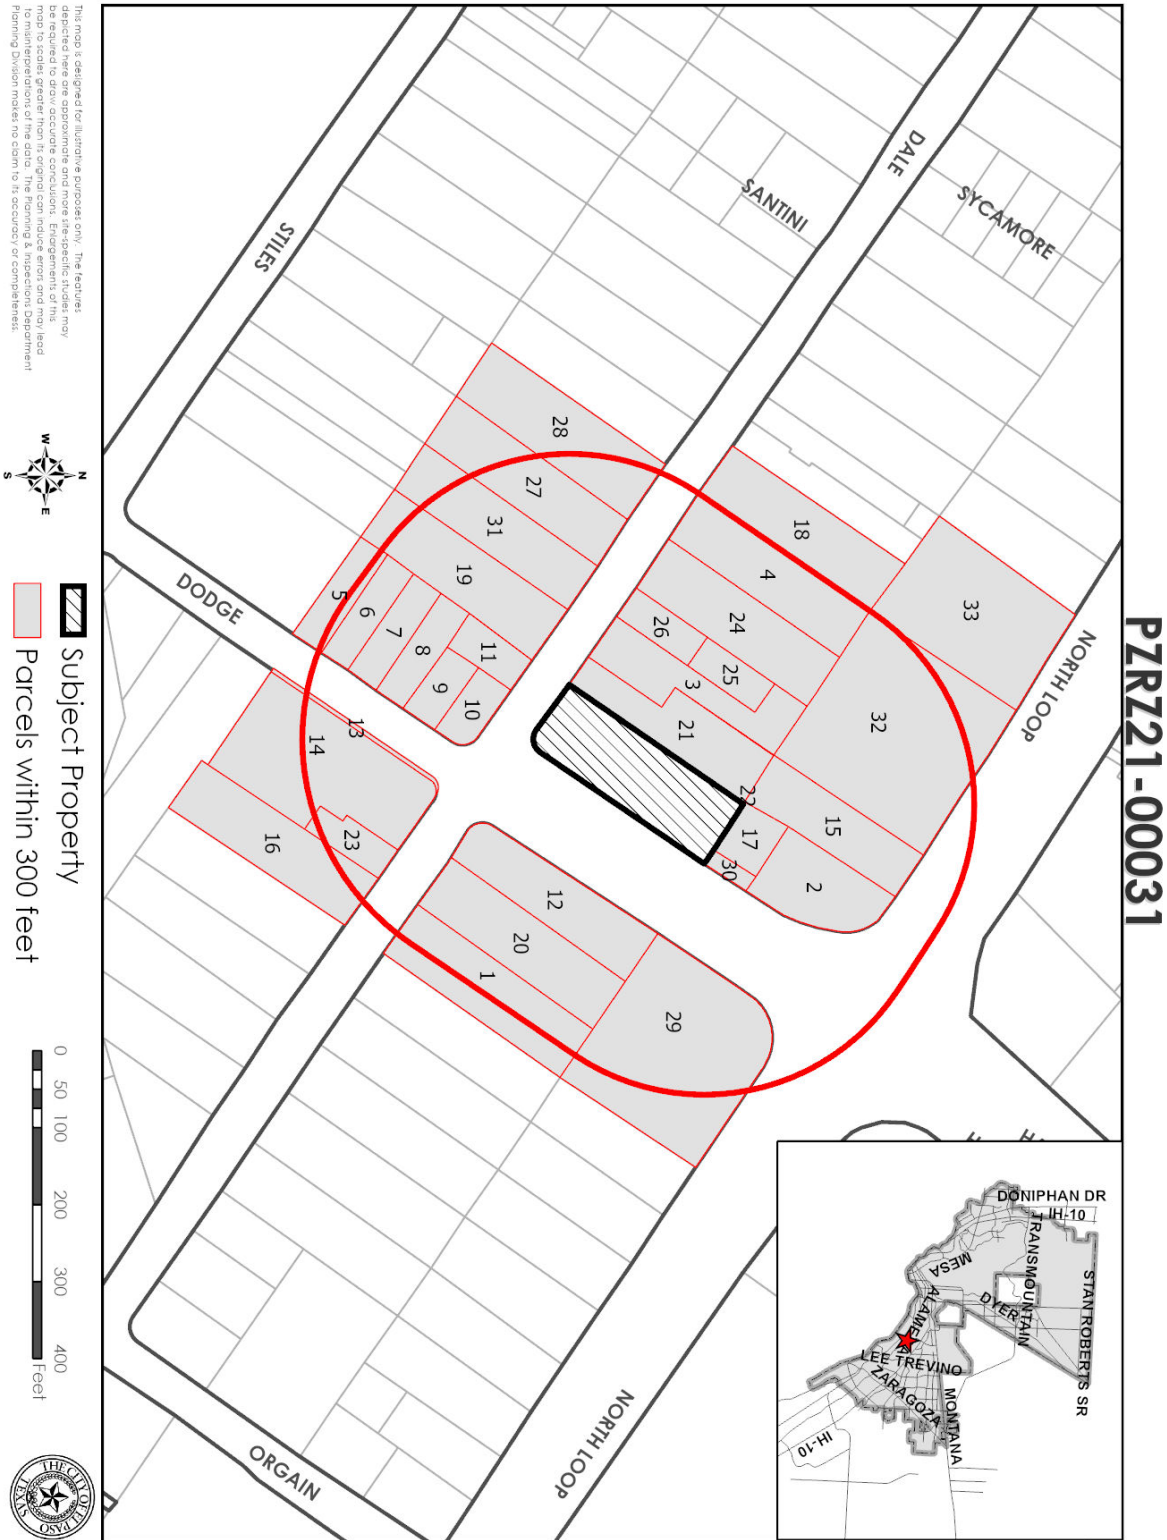 PZRZ21-00031
SYCAMORE
DALE
SANTINI
STILES
NORTH LOOP
DODGE
NORTH LOOP
ORGAIN
28
27
31
19
5
6
7
8
9
10
11
18
4
24
26
25
3
21
33
32
22
15
17
30
2
13
14
23
16
12
20
1
29
DONIPHAN DR
IH-10
TRANSMOUNTAIN
STAN ROBERTS SR
MESA
DYER
LEE TREVINO
ZARAGOZA
MONTANA
IH-10
This map is designed for illustrative purposes only. The features
depicted here are approximate and more site-specific studies may
be required to draw accurate conclusions. Enlargements of this
map to scales greater than its original can induce errors and may lead
to misinterpretations of the data. The Planning & Inspections Department
Planning Division makes no claim to its accuracy or completeness.
N
W
E
S
Subject Property
Parcels within 300 feet
0 50 100 200 300 400
Feet
THE CITY OF EL PASO
TEXAS